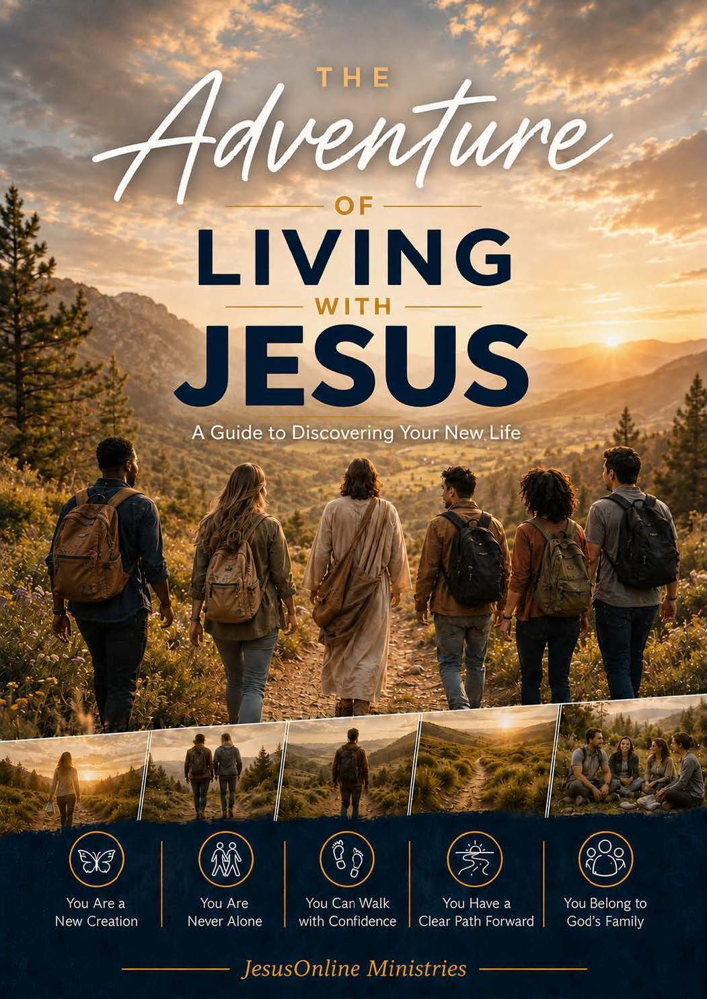 THE
Adventure
OF
LIVING
WITH
JESUS
A Guide to Discovering Your New Life
You Are a
New Creation
You Are
Never Alone
You Can Walk
with Confidence
You Have a
Clear Path Forward
You Belong to
God's Family
JesusOnline Ministries